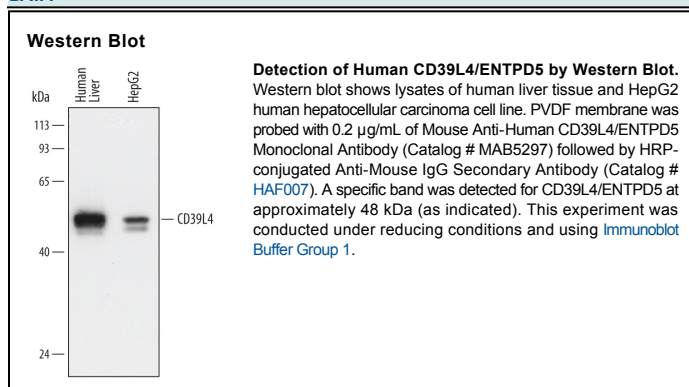 Western Blot
kDa
Human
Liver
HepG2
113
93
65
40
24
CD39L4
Detection of Human CD39L4/ENTPD5 by Western Blot.
Western blot shows lysates of human liver tissue and HepG2
human hepatocellular carcinoma cell line. PVDF membrane was
probed with 0.2 µg/mL of Mouse Anti-Human CD39L4/ENTPD5
Monoclonal Antibody (Catalog # MAB5297) followed by HRP-
conjugated Anti-Mouse IgG Secondary Antibody (Catalog #
HAF007). A specific band was detected for CD39L4/ENTPD5 at
approximately 48 kDa (as indicated). This experiment was
conducted under reducing conditions and using Immunoblot
Buffer Group 1.